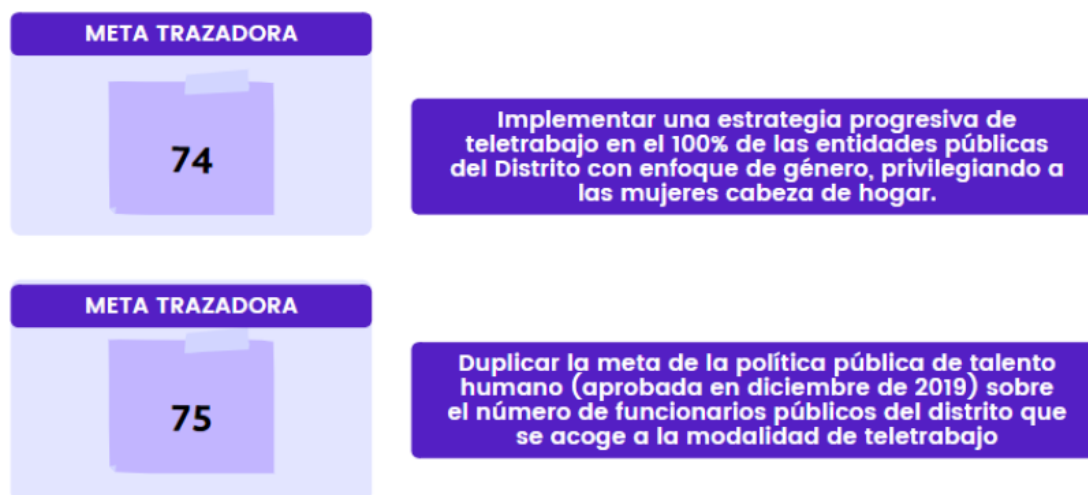 META TRAZADORA
74
Implementar una estrategia progresiva de
teletrabajo en el 100% de las entidades públicas
del Distrito con enfoque de género, privilegiando a
las mujeres cabeza de hogar.
META TRAZADORA
75
Duplicar la meta de la política pública de talento
humano (aprobada en diciembre de 2019) sobre
el número de funcionarios públicos del distrito que
se acoge a la modalidad de teletrabajo